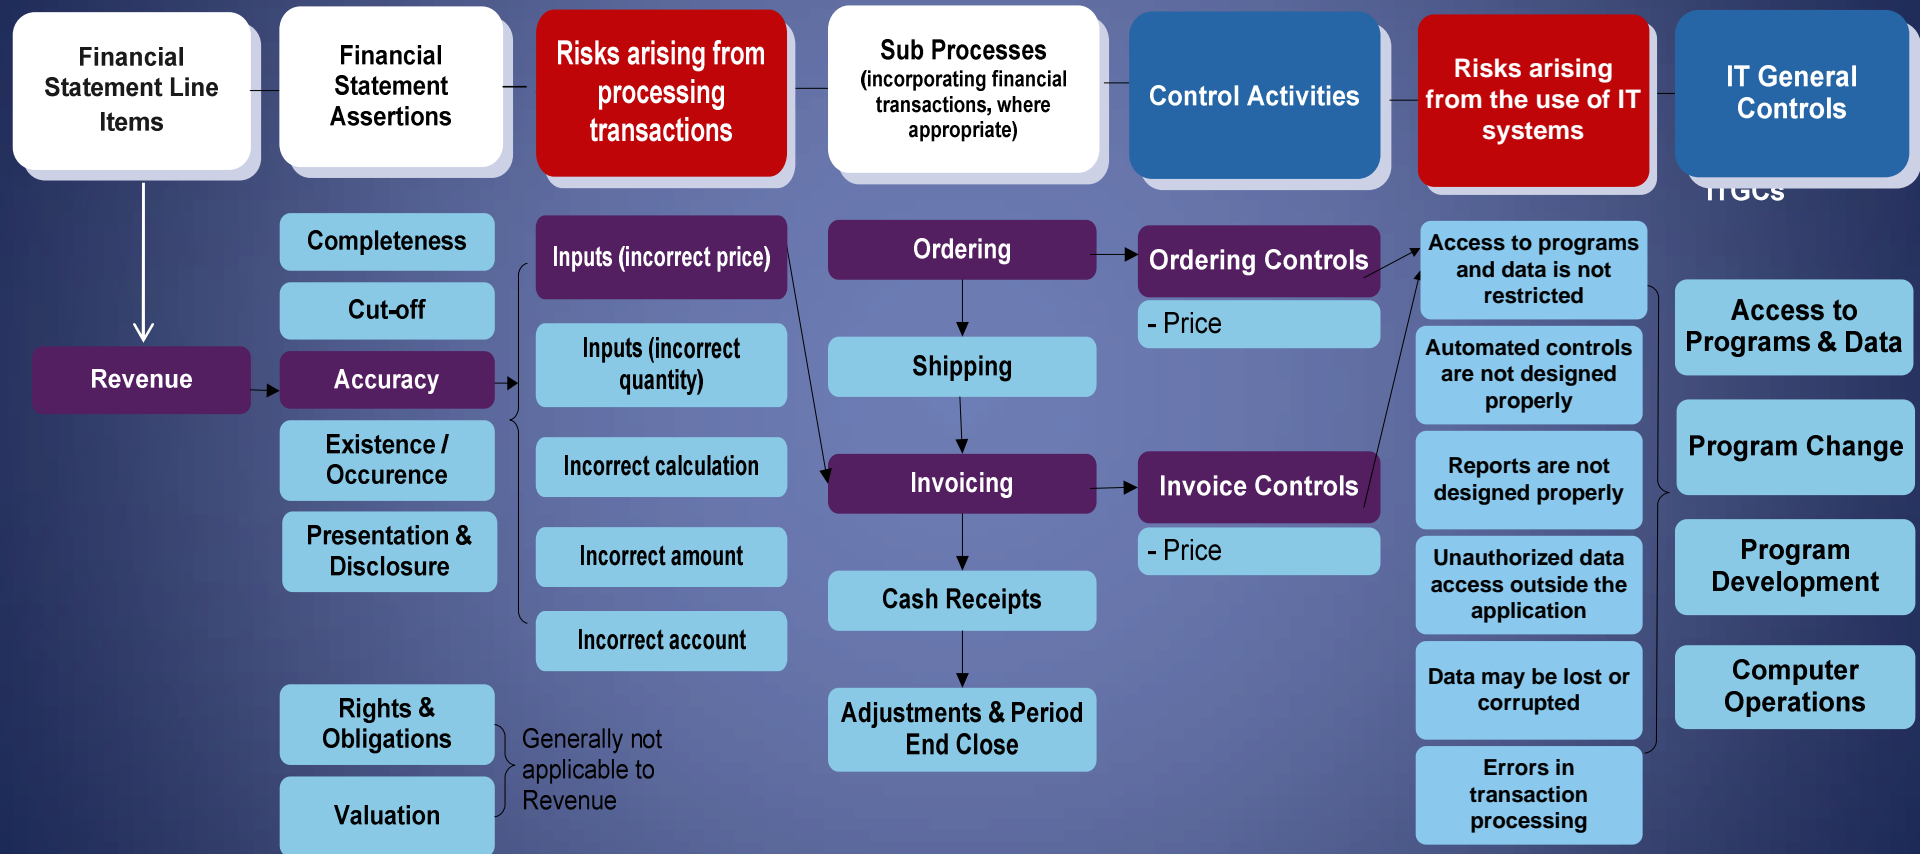 Financial
Statement Line
Items
Financial
Statement
Assertions
Risks arising from
processing
transactions
Sub Processes
(incorporating financial
transactions, where
appropriate)
Control Activities
Risks arising
from the use of IT
systems
IT General
Controls
ITGCs
Revenue
Completeness
Cut-off
Accuracy
Existence /
Occurence
Presentation &
Disclosure
Rights &
Obligations
Valuation
Generally not
applicable to
Revenue
Inputs (incorrect price)
Inputs (incorrect
quantity)
Incorrect calculation
Incorrect amount
Incorrect account
Ordering
Shipping
Invoicing
Cash Receipts
Adjustments & Period
End Close
Ordering Controls
- Price
Invoice Controls
- Price
Access to programs
and data is not
restricted
Automated controls
are not designed
properly
Reports are not
designed properly
Unauthorized data
access outside the
application
Data may be lost or
corrupted
Errors in
transaction
processing
Access to
Programs & Data
Program Change
Program
Development
Computer
Operations